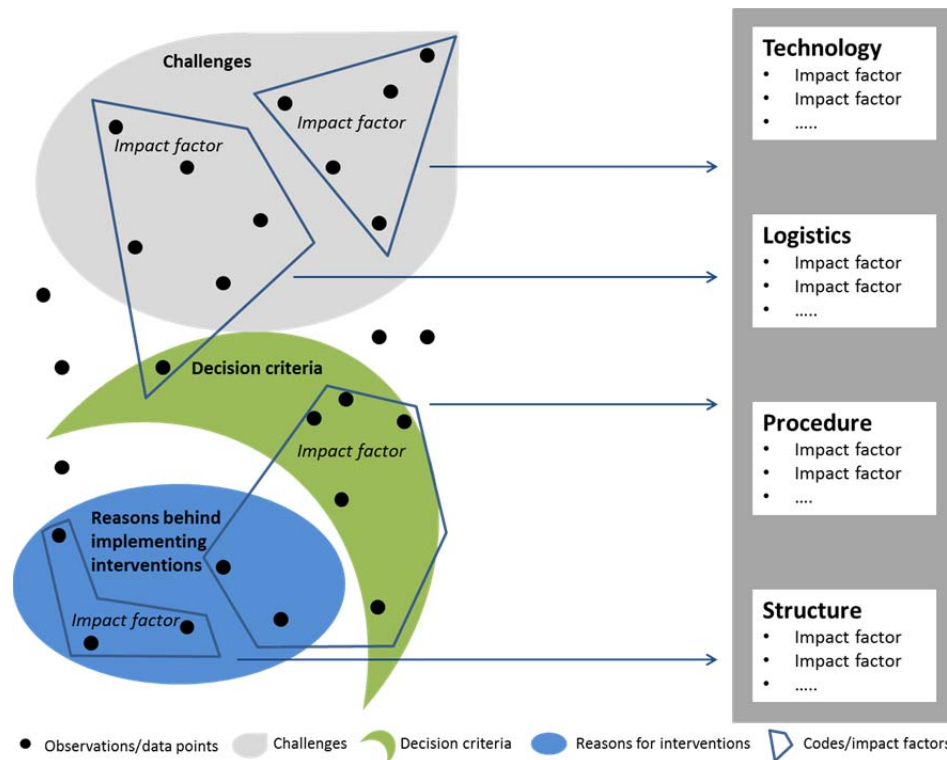 Challenges
Impact factor
Impact factor
Decision criteria
Impact factor
Reasons behind
implementing
interventions
Impact factor
Technology
• Impact factor
• Impact factor
• .....
Logistics
• Impact factor
• Impact factor
• .....
Procedure
• Impact factor
• Impact factor
• ....
Structure
• Impact factor
• Impact factor
• .....
Observations/data points
Challenges
Decision criteria
Reasons for interventions
Codes/impact factors